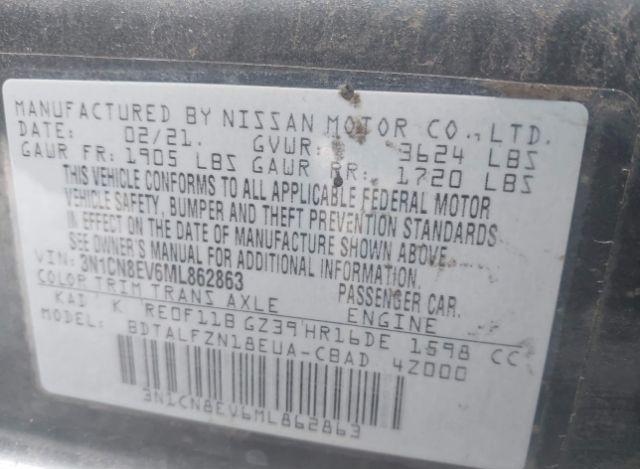 MANUFACTURED BY NISSAN MOTOR CO., LTD.
DATE: 02/21. GVWR: 3624 LBS
GAWR FR: 1905 LBS GAWR RR: 1720 LBS
THIS VEHICLE CONFORMS TO ALL APPLICABLE FEDERAL MOTOR
VEHICLE SAFETY, BUMPER AND THEFT PREVENTION STANDARDS
IN EFFECT ON THE DATE OF MANUFACTURE SHOWN ABOVE.
SEE OWNER'S MANUAL FOR ADDITIONAL INFORMATION.
VIN: 3N1CN8EV6ML862863 PASSENGER CAR.
COLOR TRIM TRANS AXLE ENGINE
KAD K RE0F11B GZ39 HR16DE 1598 CC
BDTALFZN18EUA-CBAD 4Z000
3N1CN8EV6ML862863